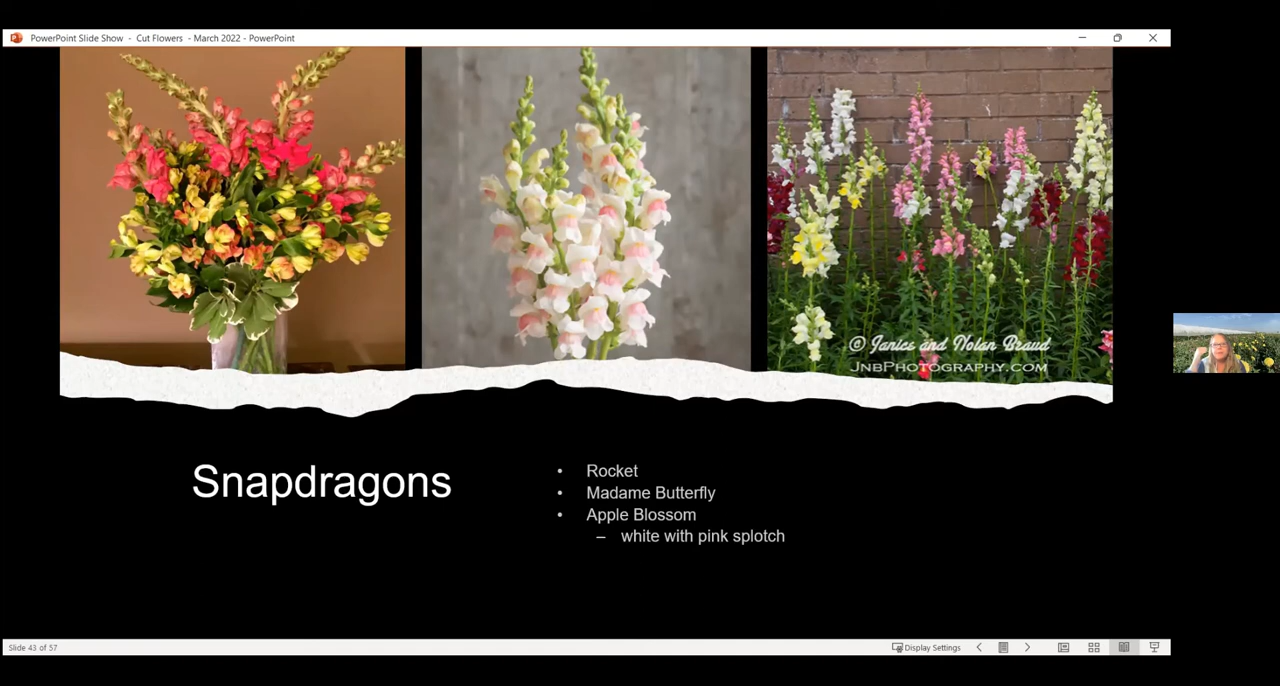 PowerPoint Slide Show - Cut Flowers - March 2022 - PowerPoint
© Janice and Nolan Braud
JNBPhotography.com
Snapdragons
• Rocket
• Madame Butterfly
• Apple Blossom
– white with pink splotch
Slide 43 of 57
Display Settings